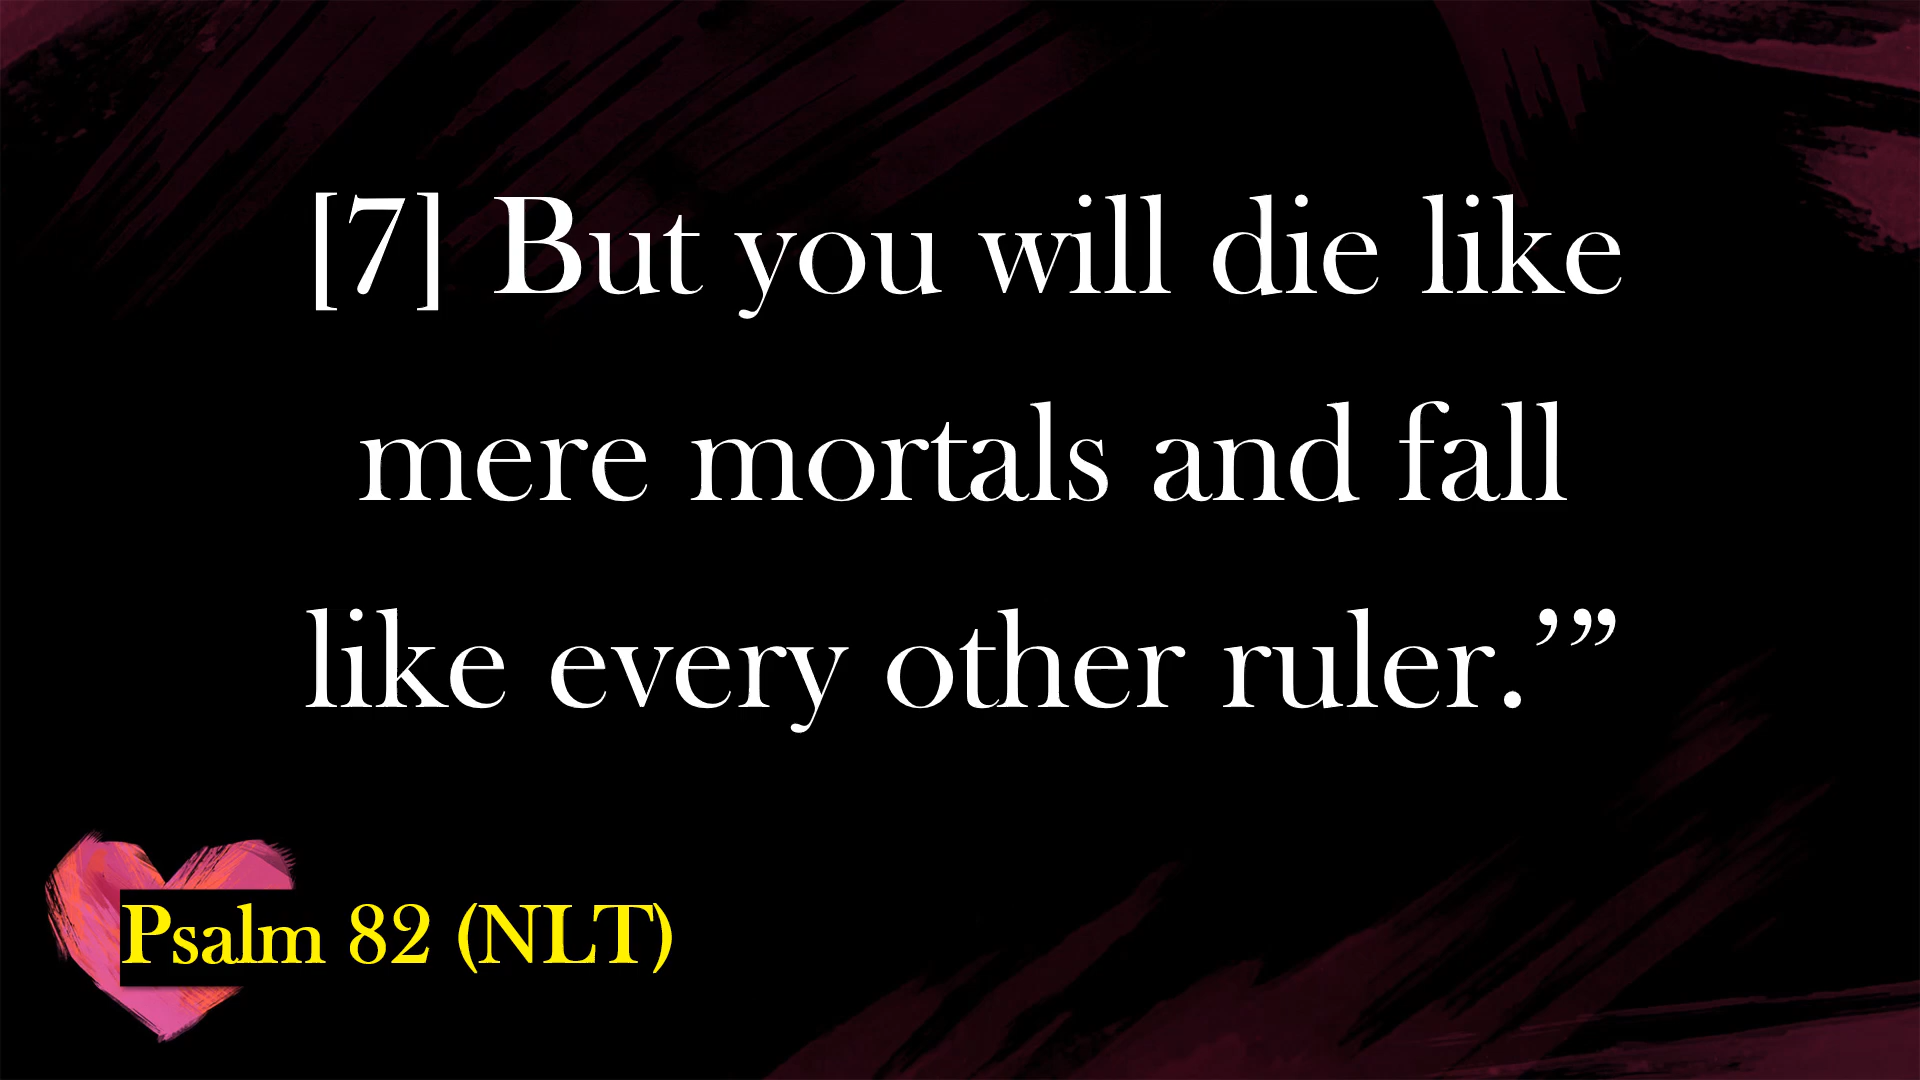 [7] But you will die like
mere mortals and fall
like every other ruler.’”
Psalm 82 (NLT)